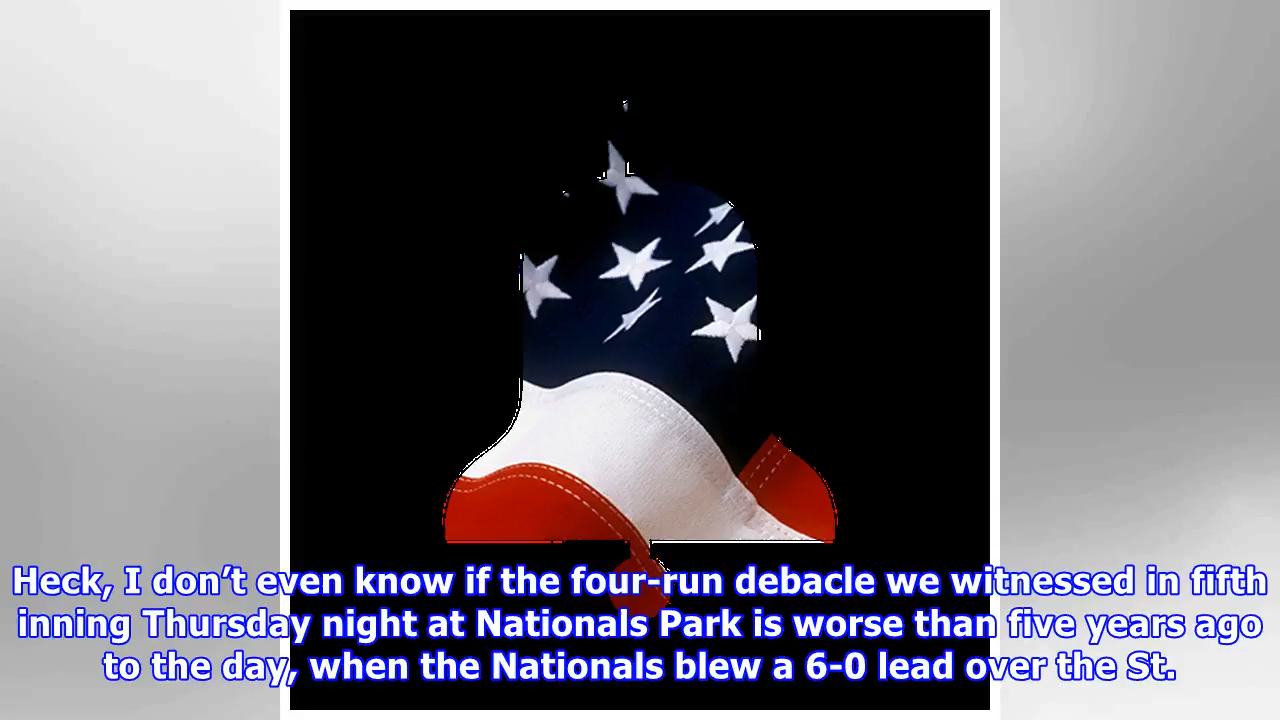 Heck, I don’t even know if the four-run debacle we witnessed in fifth
inning Thursday night at Nationals Park is worse than five years ago
to the day, when the Nationals blew a 6-0 lead over the St.